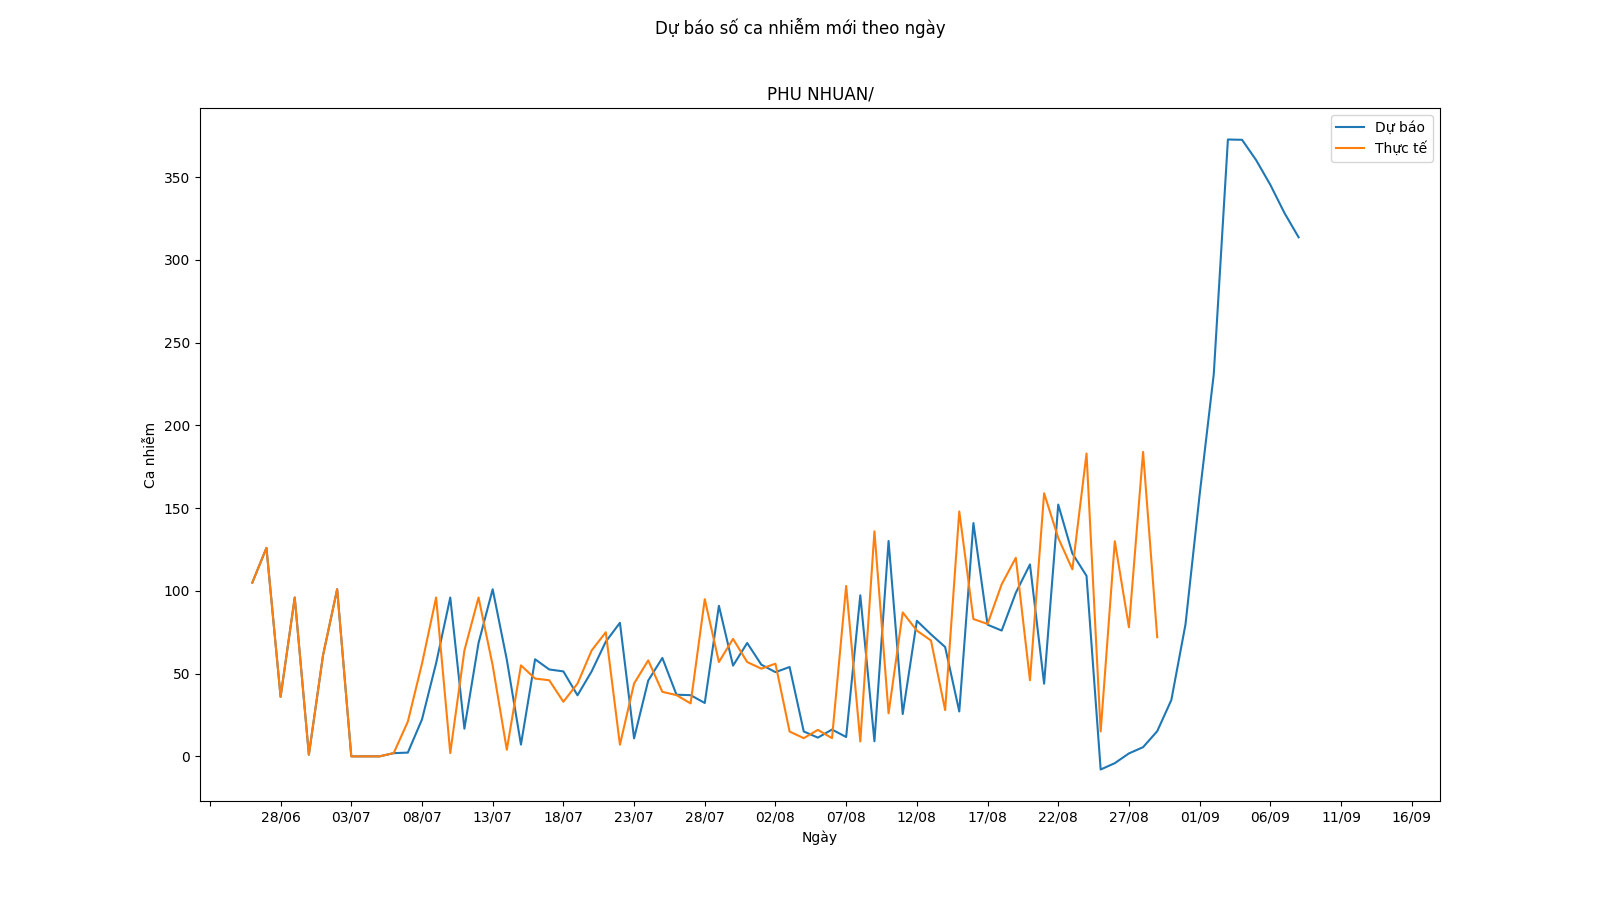 Dự báo số ca nhiễm mới theo ngày
PHU NHUAN/
Dự báo
Thực tế
350
300
250
200
150
100
50
0
Ca nhiễm
28/06 03/07 08/07 13/07 18/07 23/07 28/07 02/08 07/08 12/08 17/08 22/08 27/08 01/09 06/09 11/09 16/09
Ngày